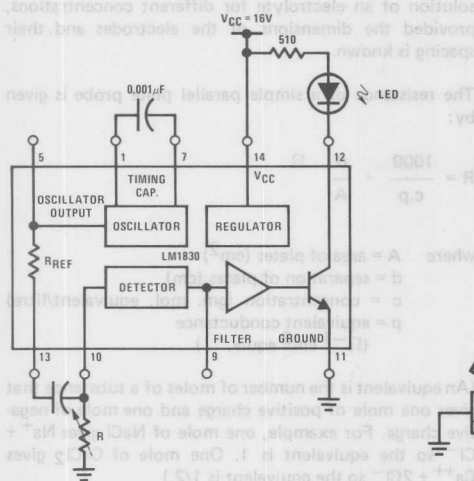 solution of an electrolyte for different concentrations,
provided the dimensions of the electrodes and their
spacing is known.
The resistance of a simple parallel plate probe is given
by:
R = 1000 / c.p · / A Ω
where A = area of plates (cm²)
d = separation of plates (cm)
c = concentration (gm. mol. equivalent/litre)
p = equivalent conductance
An equivalent is the number of moles of a substance that
gives one mole of positive charge and one mole of nega-
tive charge. For example, one mole of NaCl gives Na⁺ +
Cl⁻ so the equivalent is 1. One mole of CaCl₂ gives
Ca⁺⁺ + 2Cl⁻ so the equivalent is 1/2.
VCC = 16V
510
LED
0.001µF
5
1
7
14
12
OSCILLATOR
OUTPUT
TIMING
CAP.
VCC
OSCILLATOR
REGULATOR
RREF
LM1830
DETECTOR
FILTER
GROUND
13
10
9
11
R